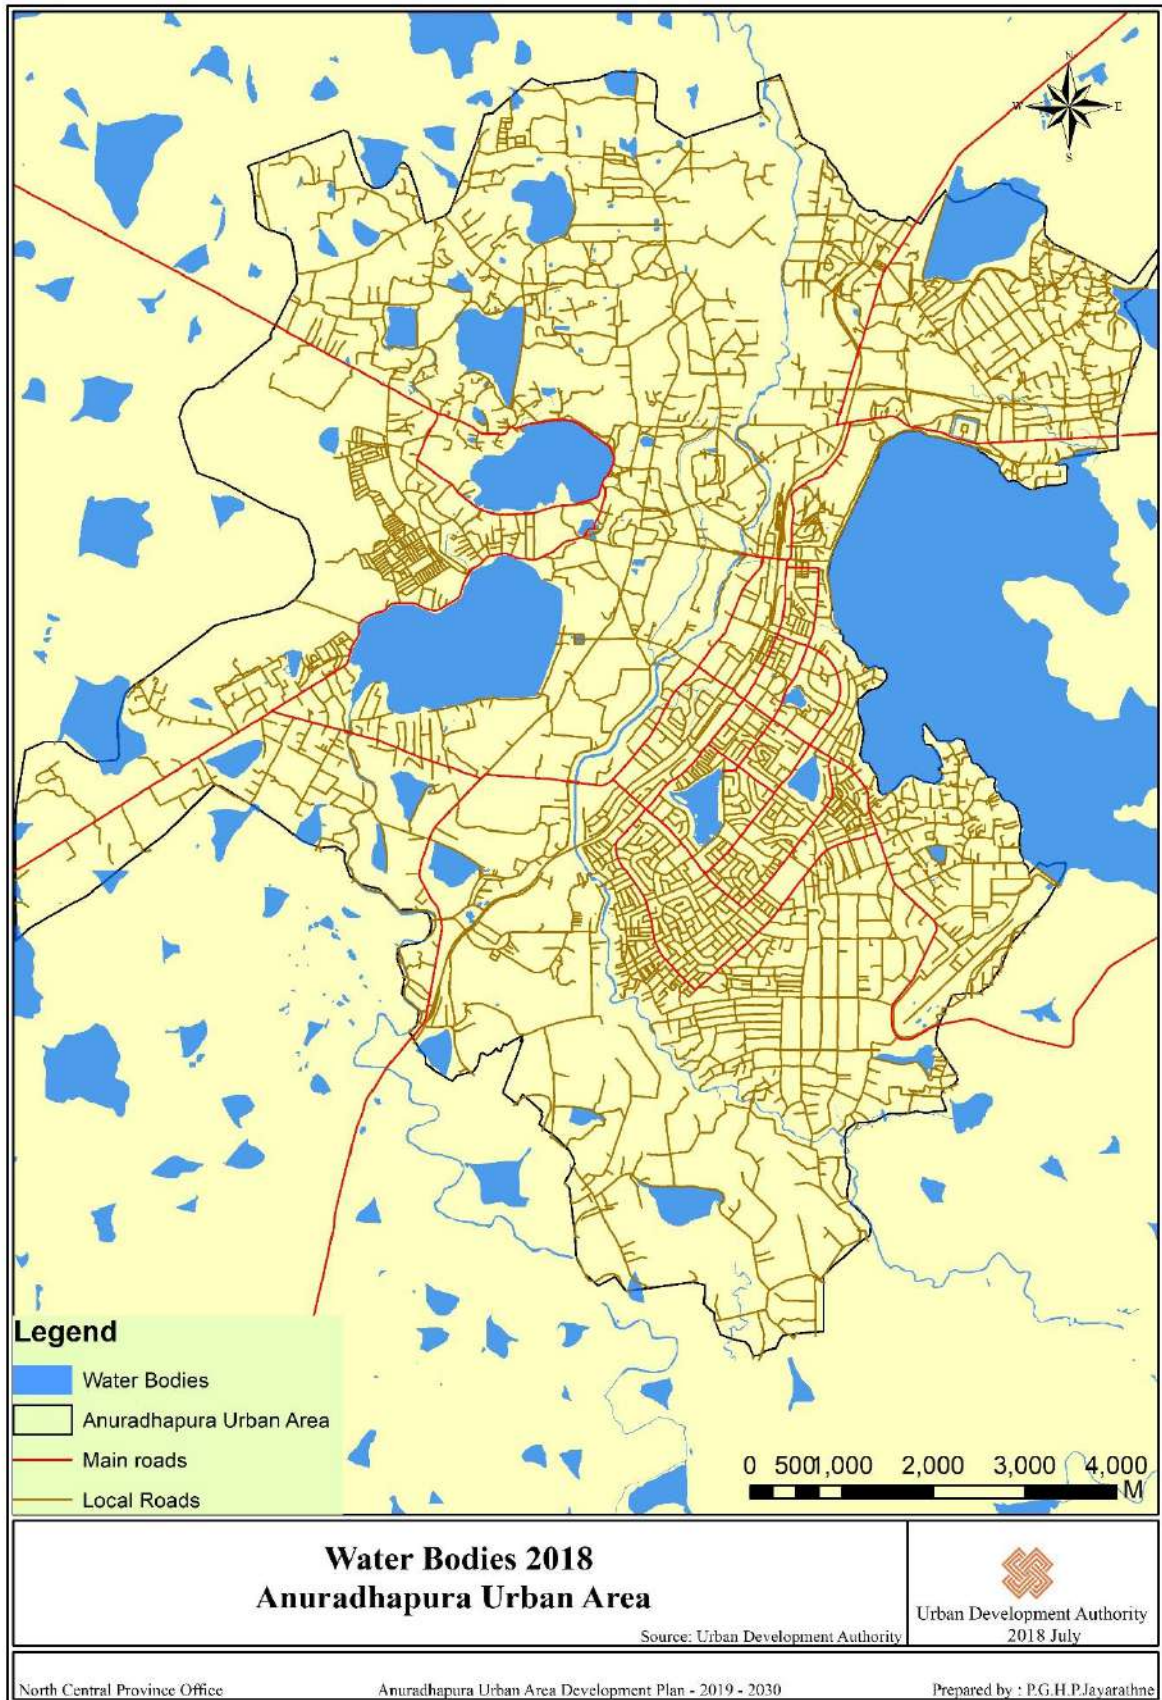 N
W E
S
Legend
Water Bodies
Anuradhapura Urban Area
Main roads
Local Roads
0 500 1,000 2,000 3,000 4,000
M
Water Bodies 2018
Anuradhapura Urban Area
Source: Urban Development Authority
Urban Development Authority
2018 July
North Central Province Office
Anuradhapura Urban Area Development Plan - 2019 - 2030
Prepared by : P.G.H.P.Jayarathne